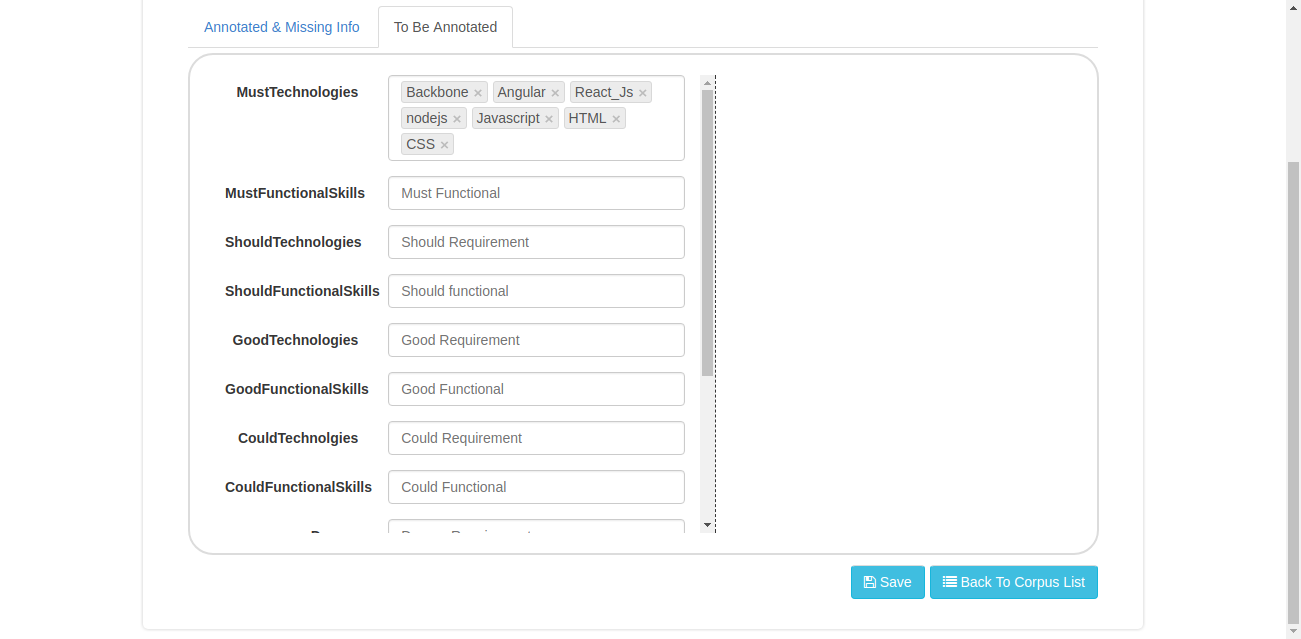 Annotated & Missing Info
To Be Annotated
MustTechnologies
Backbone × Angular × React_Js ×
nodejs × Javascript × HTML ×
CSS ×
MustFunctionalSkills
Must Functional
ShouldTechnologies
Should Requirement
ShouldFunctionalSkills
Should functional
GoodTechnologies
Good Requirement
GoodFunctionalSkills
Good Functional
CouldTechnolgies
Could Requirement
CouldFunctionalSkills
Could Functional
Save
Back To Corpus List